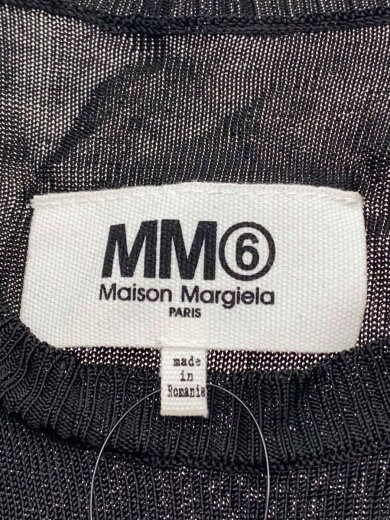 MM⑥
Maison Margiela
PARIS
made
in
Romania